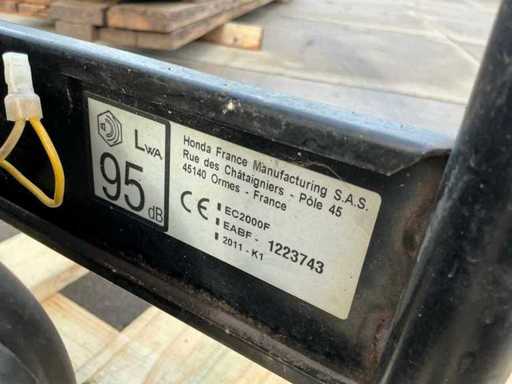 LWA
95 dB
Honda France Manufacturing S.A.S.
Rue des Châtaigniers - Pôle 45
45140 Ormes - France
CE
EC2000F
EABF - 1223743
2011 - K1